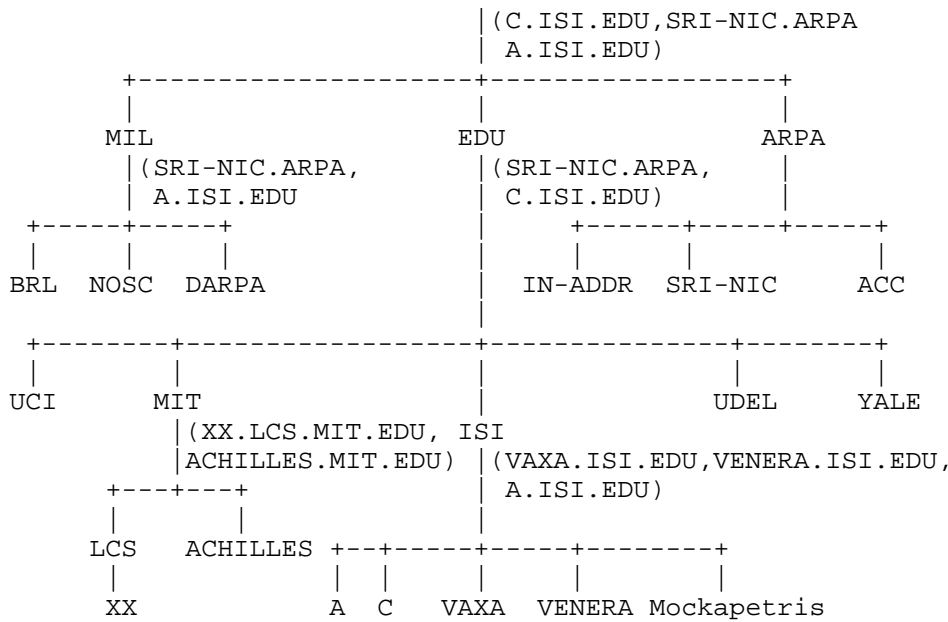 (C.ISI.EDU,SRI-NIC.ARPA
A.ISI.EDU)
MIL EDU ARPA
(SRI-NIC.ARPA, (SRI-NIC.ARPA,
A.ISI.EDU C.ISI.EDU)
BRL NOSC DARPA IN-ADDR SRI-NIC ACC
UCI MIT UDEL YALE
(XX.LCS.MIT.EDU, ISI
ACHILLES.MIT.EDU) (VAXA.ISI.EDU,VENERA.ISI.EDU,
A.ISI.EDU)
LCS ACHILLES
XX A C VAXA VENERA Mockapetris